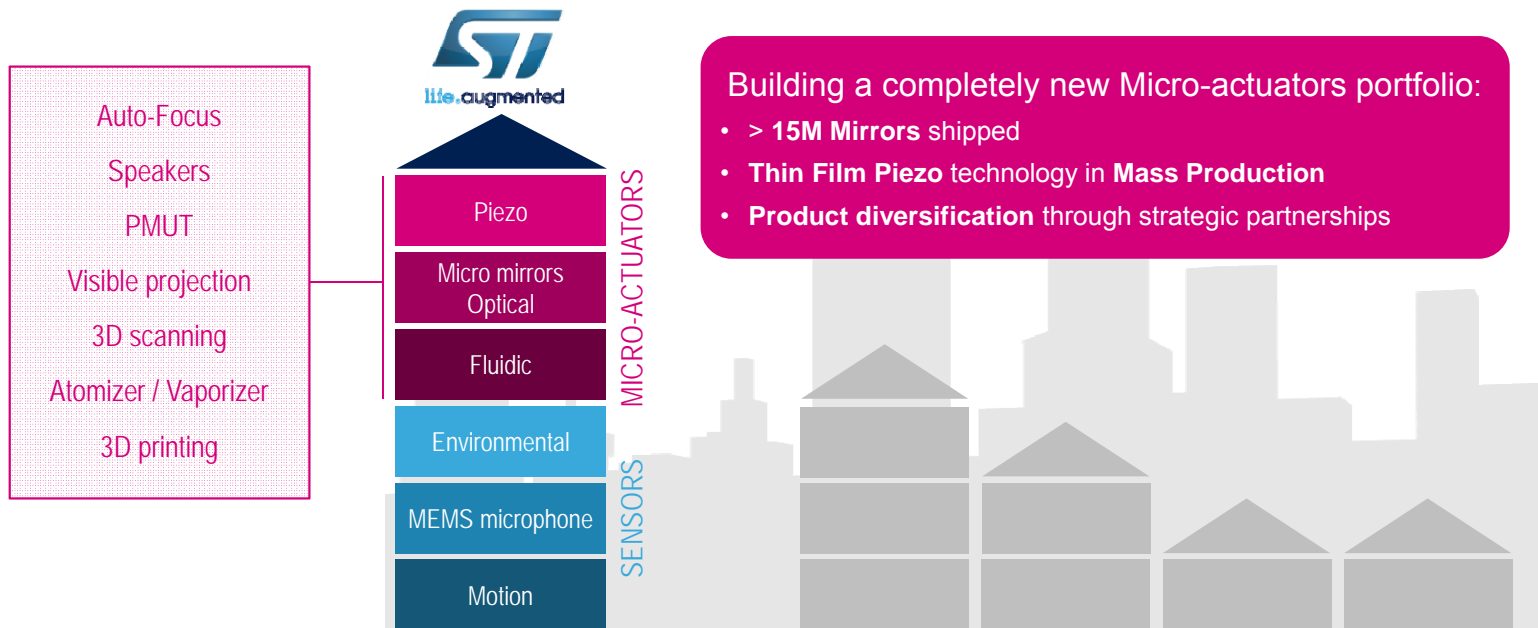 life.augmented
Auto-Focus
Speakers
PMUT
Visible projection
3D scanning
Atomizer / Vaporizer
3D printing
Piezo
Micro mirrors
Optical
Fluidic
Environmental
MEMS microphone
Motion
MICRO-ACTUATORS
SENSORS
Building a completely new Micro-actuators portfolio:
• > 15M Mirrors shipped
• Thin Film Piezo technology in Mass Production
• Product diversification through strategic partnerships